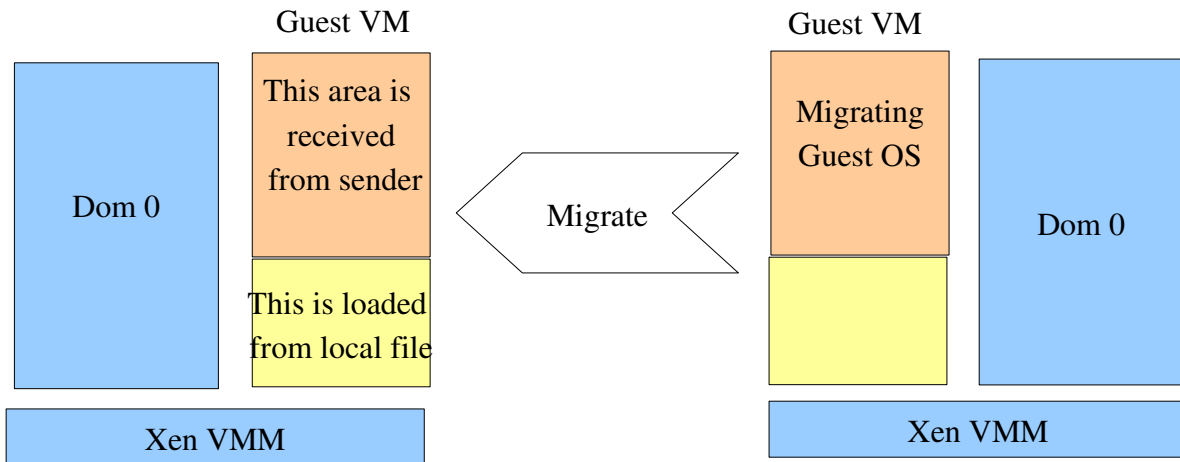 Guest VM
Guest VM
This area is
received
from sender
Migrating
Guest OS
Dom 0
Migrate
Dom 0
This is loaded
from local file
Xen VMM
Xen VMM